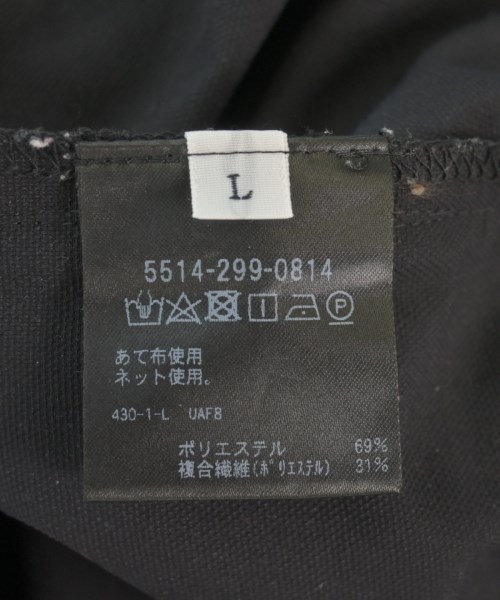 L
5514-299-0814
P
あて布使用
ネット使用。
430-1-L UAF8
ポリエステル 69%
複合繊維(ポリエステル) 31%